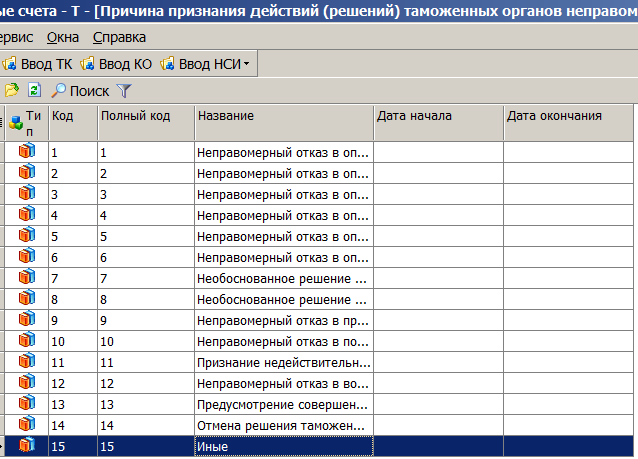 ые счета - Т - [Причина признания действий (решений) таможенных органов неправом
ервис Окна Справка
Ввод ТК Ввод КО Ввод НСИ
Поиск
Тип Код Полный код Название Дата начала Дата окончания
1 1 Неправомерный отказ в оп...
2 2 Неправомерный отказ в оп...
3 3 Неправомерный отказ в оп...
4 4 Неправомерный отказ в оп...
5 5 Неправомерный отказ в оп...
6 6 Неправомерный отказ в оп...
7 7 Необоснованное решение ...
8 8 Необоснованное решение ...
9 9 Неправомерный отказ в пр...
10 10 Неправомерный отказ в по...
11 11 Признание недействительн...
12 12 Неправомерный отказ в во...
13 13 Предусмотрение совершен...
14 14 Отмена решения таможен...
15 15 Иные